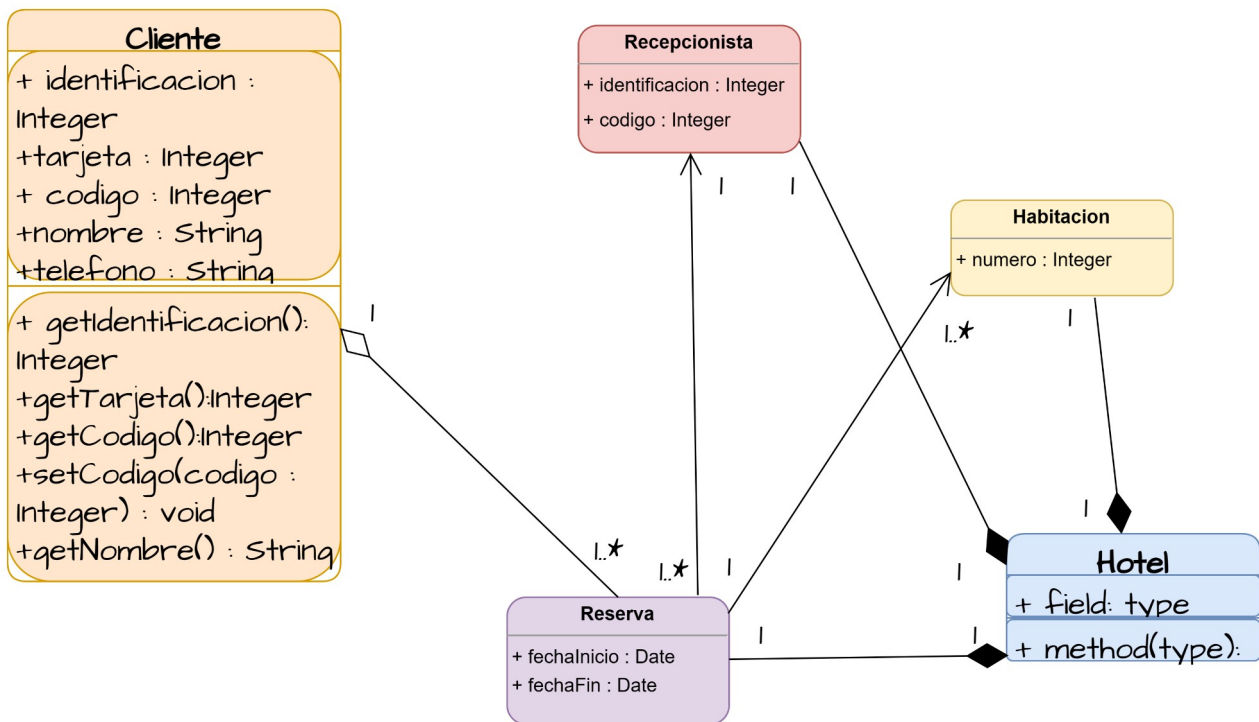 Cliente
+ identificacion :
Integer
+tarjeta : Integer
+ codigo : Integer
+nombre : String
+telefono : String
+ getIdentificacion():
Integer
+getTarjeta():Integer
+getCodigo():Integer
+setCodigo(codigo :
Integer) : void
+getNombre() : String
Recepcionista
+ identificacion : Integer
+ codigo : Integer
1
1
Habitacion
+ numero : Integer
1
1..*
1
1..*
1..*
1
1
1
Reserva
+ fechaInicio : Date
+ fechaFin : Date
1
1
Hotel
+ field: type
+ method(type):